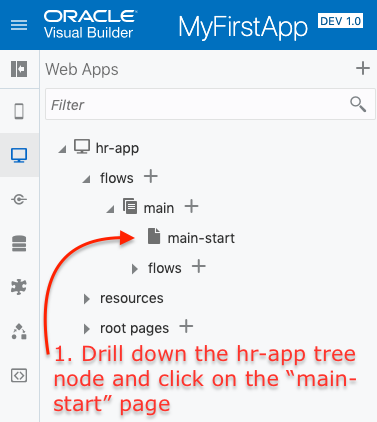 ORACLE
Visual Builder
MyFirstApp
DEV 1.0
Web Apps
Filter
hr-app
flows
main
main-start
flows
resources
root pages
1. Drill down the hr-app tree
node and click on the “main-
start” page